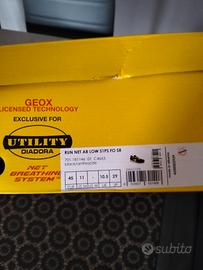 GEOX
LICENSED TECHNOLOGY
EXCLUSIVE FOR
UTILITY
DIADORA
NET
BREATHING
SYSTEM
RUN NET AIR LOW S1PS FO SR
45 11 10.5 29
subito